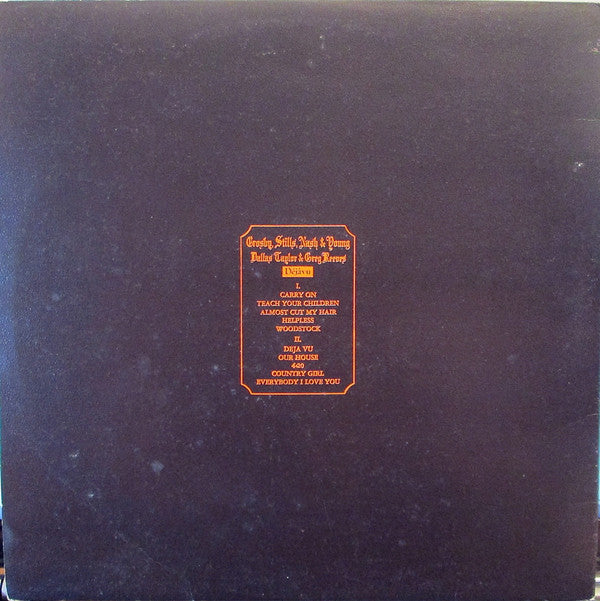 Crosby, Stills, Nash & Young
Dallas Taylor & Greg Reeves
Déjà vu
I.
CARRY ON
TEACH YOUR CHILDREN
ALMOST CUT MY HAIR
HELPLESS
WOODSTOCK
II.
DEJA VU
OUR HOUSE
4+20
COUNTRY GIRL
EVERYBODY I LOVE YOU